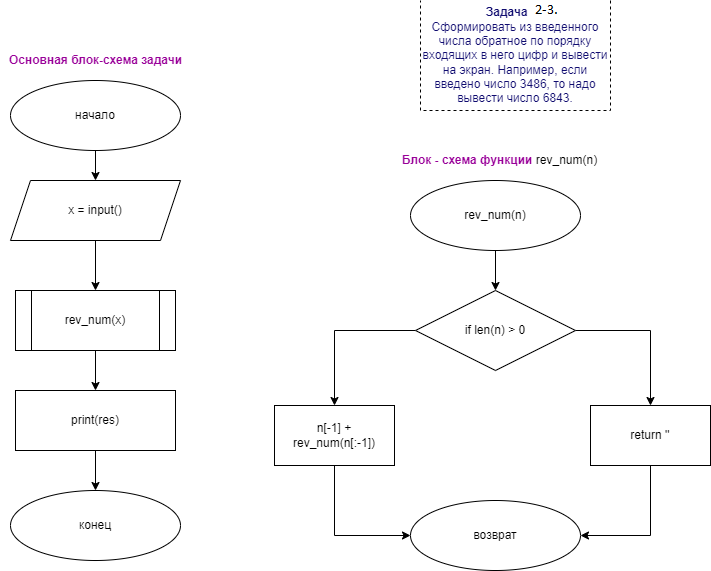 Задача 2-3.
Сформировать из введенного
числа обратное по порядку
входящих в него цифр и вывести
на экран. Например, если
введено число 3486, то надо
вывести число 6843.
Основная блок-схема задачи
начало
x = input()
rev_num(x)
print(res)
конец
Блок - схема функции rev_num(n)
rev_num(n)
if len(n) > 0
n[-1] +
rev_num(n[:-1])
return ''
возврат